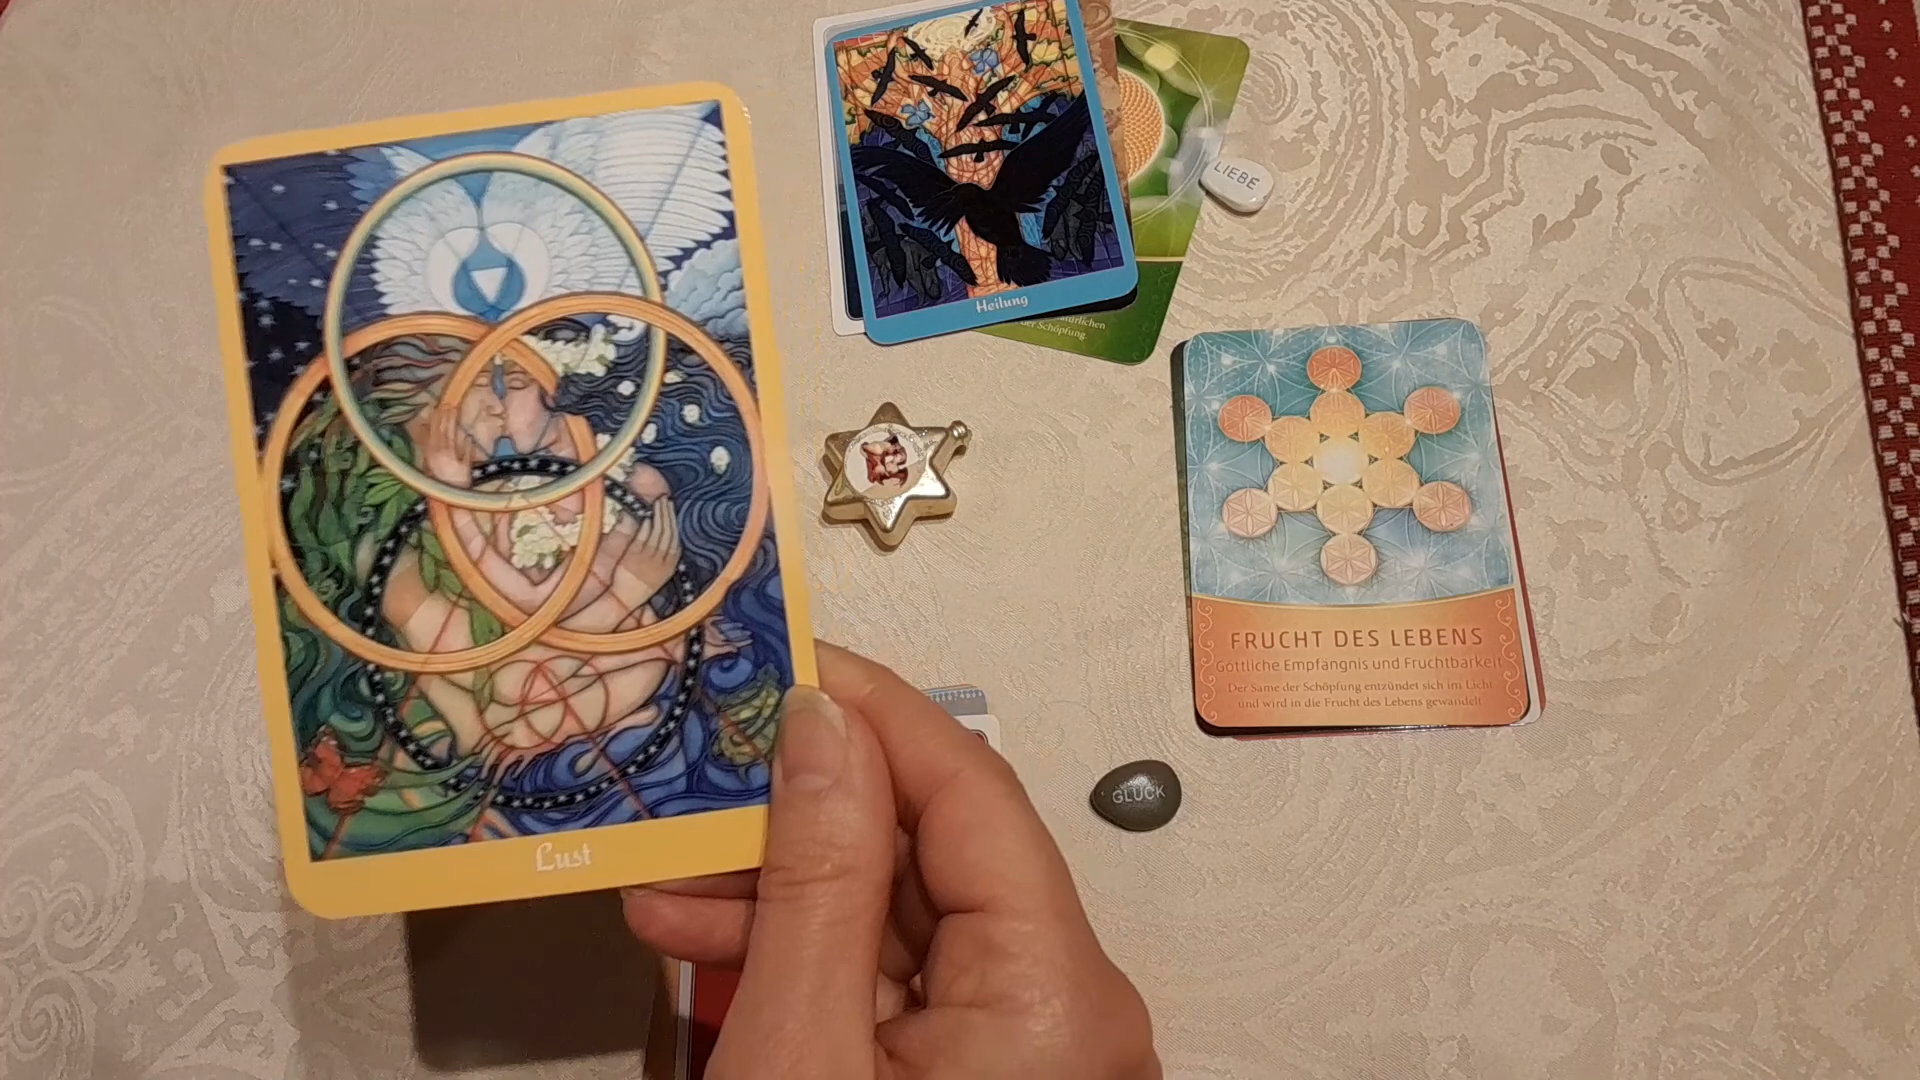 Heilung
der Schöpfung.
LIEBE
FRUCHT DES LEBENS
Göttliche Empfängnis und Fruchtbarkeit
Der Same der Schöpfung entzündet sich im Licht
und wird in die Frucht des Lebens gewandelt.
GLÜCK
Lust